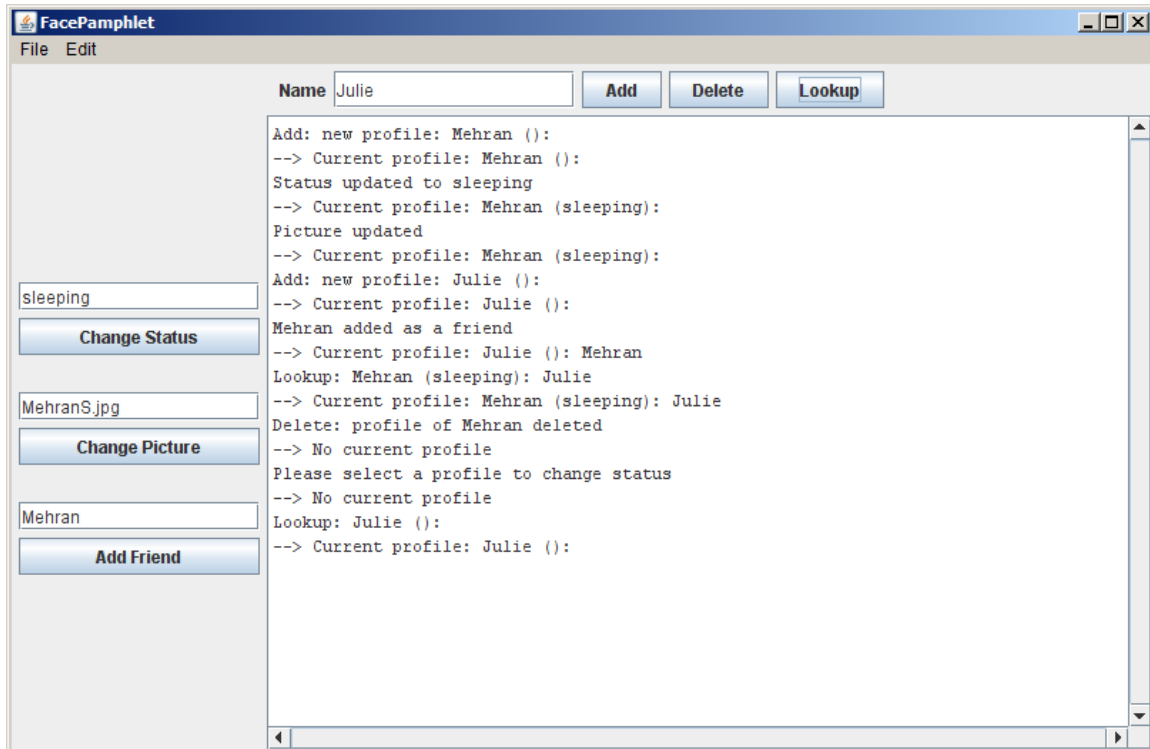 FacePamphlet
File Edit
Name Julie Add Delete Lookup
Add: new profile: Mehran ():
--> Current profile: Mehran ():
Status updated to sleeping
--> Current profile: Mehran (sleeping):
Picture updated
--> Current profile: Mehran (sleeping):
Add: new profile: Julie ():
--> Current profile: Julie ():
Mehran added as a friend
--> Current profile: Julie (): Mehran
Lookup: Mehran (sleeping): Julie
--> Current profile: Mehran (sleeping): Julie
Delete: profile of Mehran deleted
--> No current profile
Please select a profile to change status
--> No current profile
Lookup: Julie ():
--> Current profile: Julie ():
sleeping
Change Status
MehranS.jpg
Change Picture
Mehran
Add Friend